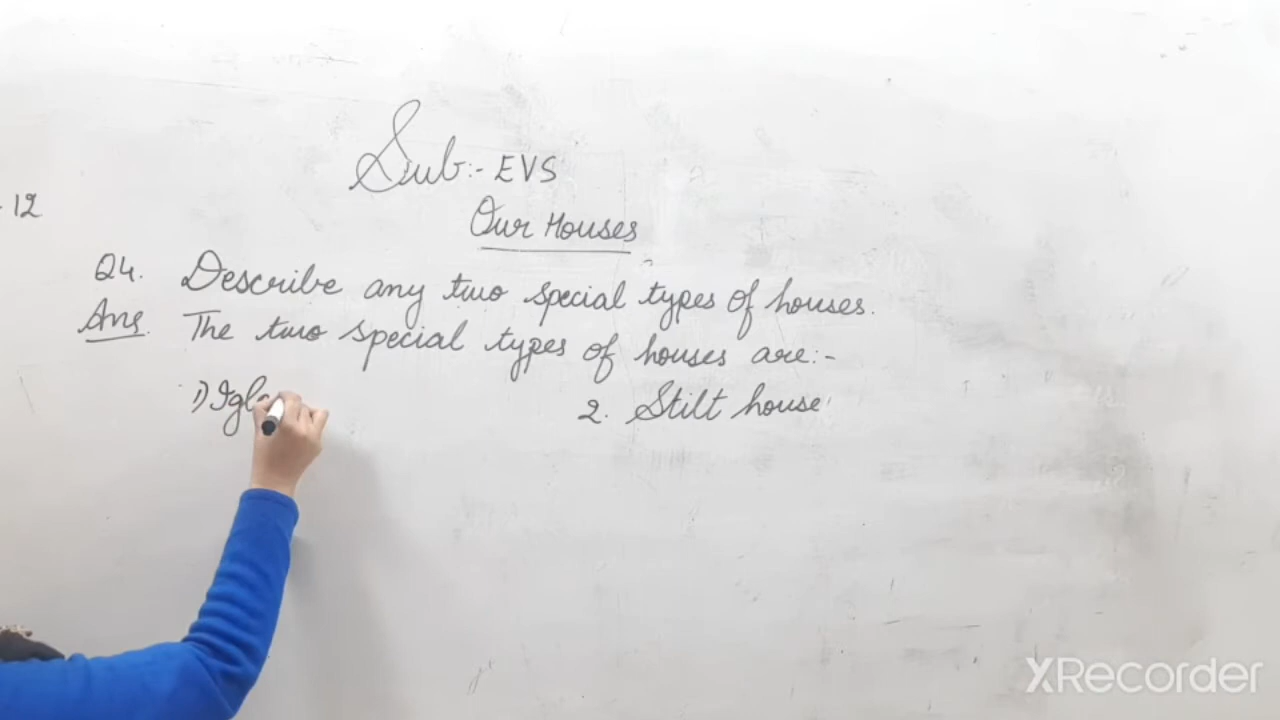 Sub:- EVS
- 12
Our Houses
Q4. Describe any two special types of houses.
Ans. The two special types of houses are:-
1) Iglo 2. Stilt house
XRecorder